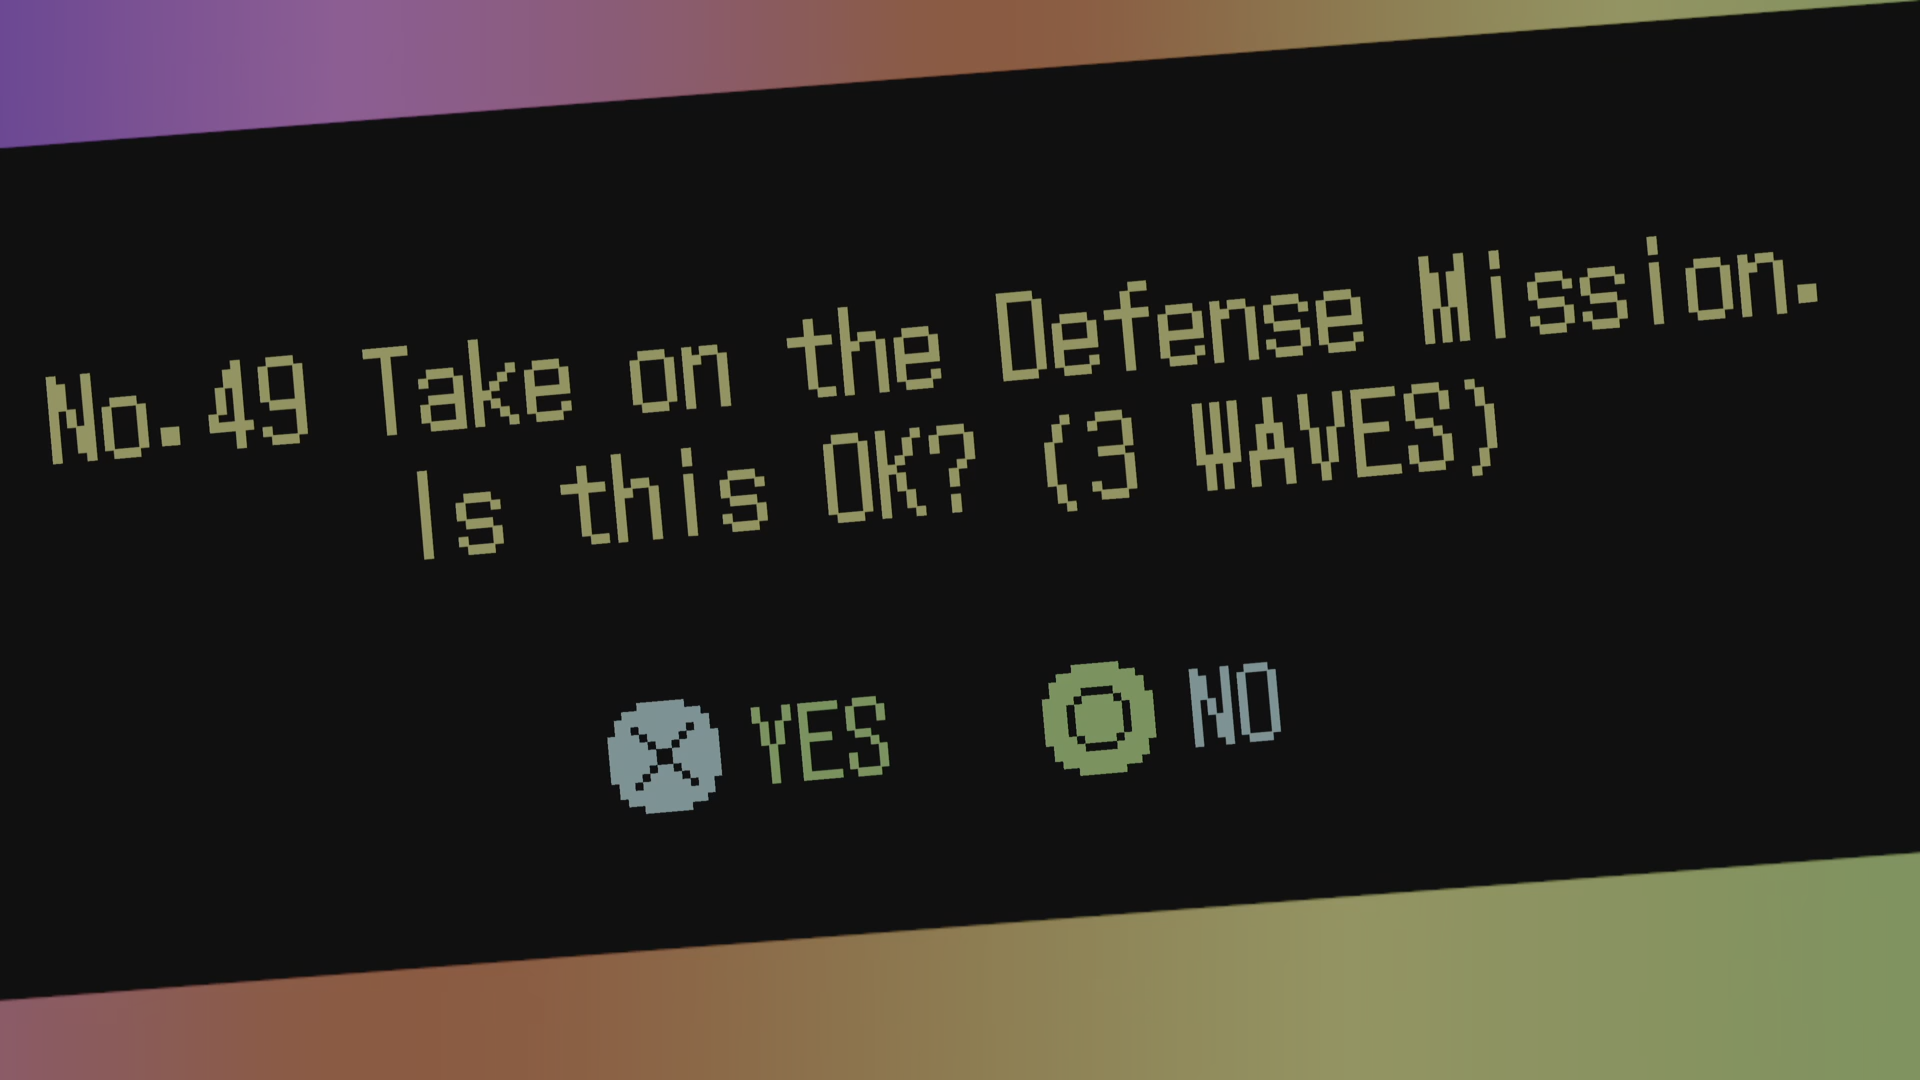 No.49 Take on the Defense Mission.
Is this OK? (3 WAVES)
YES NO